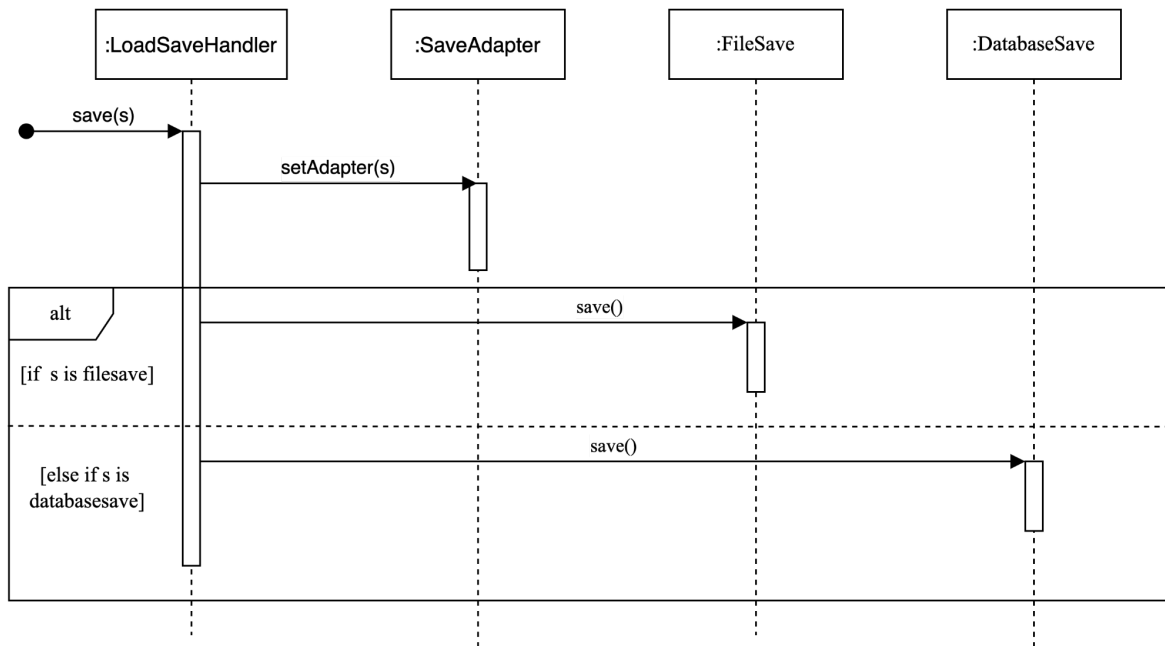 :LoadSaveHandler
:SaveAdapter
:FileSave
:DatabaseSave
save(s)
setAdapter(s)
alt
save()
[if s is filesave]
save()
[else if s is
databasesave]